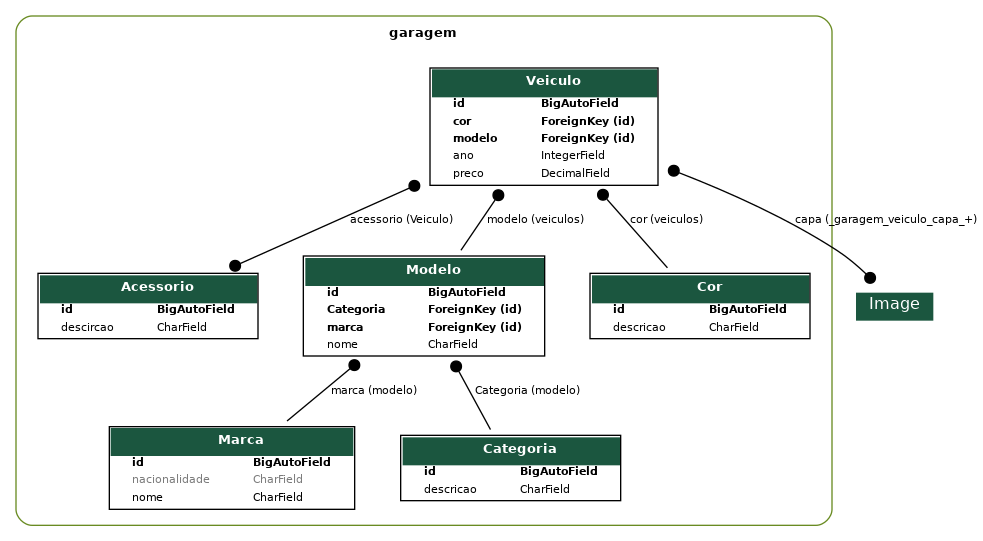 garagem
Veiculo
id BigAutoField
cor ForeignKey (id)
modelo ForeignKey (id)
ano IntegerField
preco DecimalField
acessorio (Veiculo)
modelo (veiculos)
cor (veiculos)
capa (_garagem_veiculo_capa_+)
Acessorio
id BigAutoField
descircao CharField
Modelo
id BigAutoField
Categoria ForeignKey (id)
marca ForeignKey (id)
nome CharField
Cor
id BigAutoField
descricao CharField
Image
marca (modelo)
Categoria (modelo)
Marca
id BigAutoField
nacionalidade CharField
nome CharField
Categoria
id BigAutoField
descricao CharField